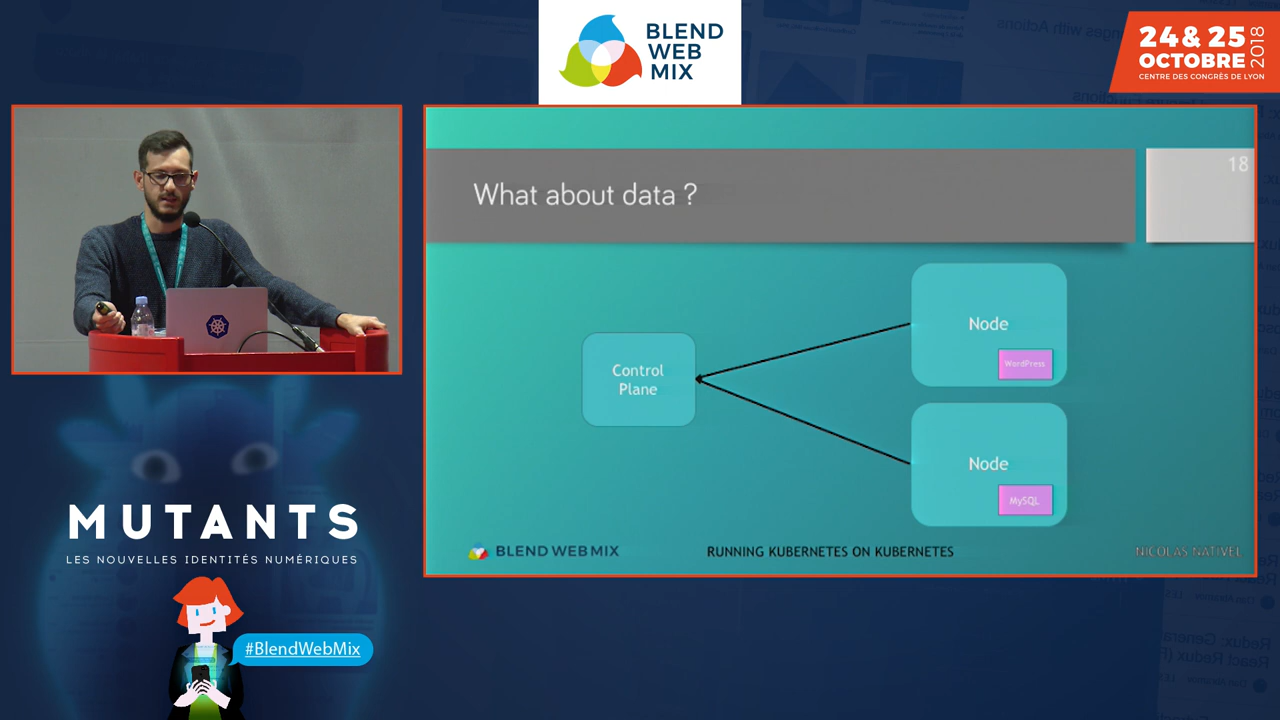 BLEND
WEB
MIX
24 & 25
OCTOBRE
2018
CENTRE DES CONGRÈS DE LYON
What about data ?
18
Control
Plane
Node
WordPress
Node
MySQL
BLEND WEB MIX
RUNNING KUBERNETES ON KUBERNETES
NICOLAS NATIVEL
MUTANTS
LES NOUVELLES IDENTITÉS NUMÉRIQUES
#BlendWebMix